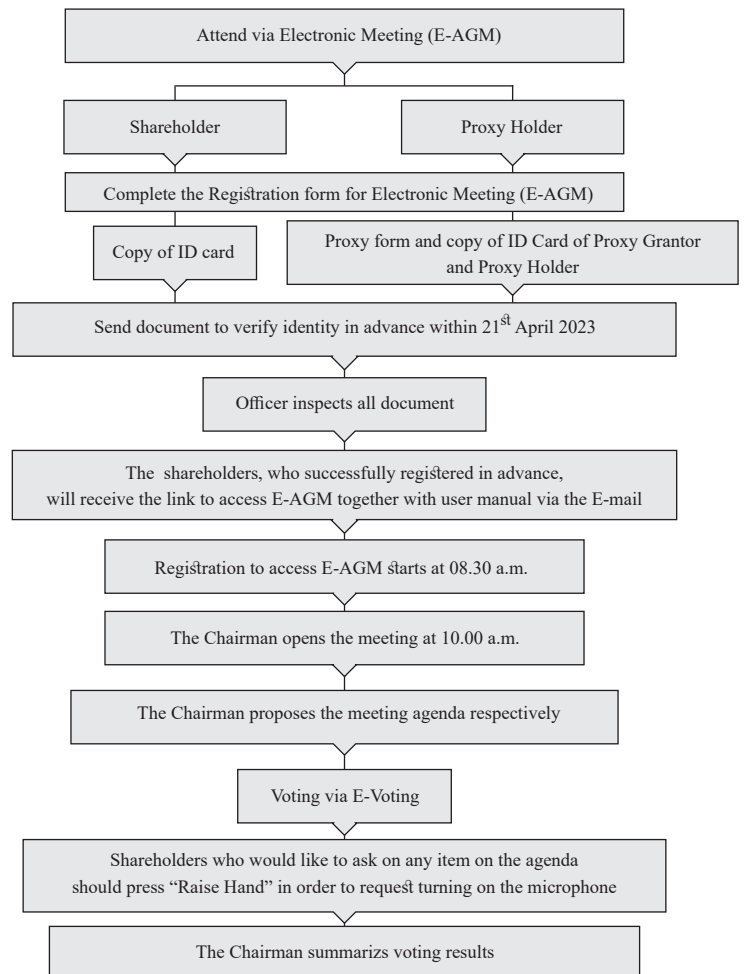 Attend via Electronic Meeting (E-AGM)
Shareholder
Proxy Holder
Complete the Registration form for Electronic Meeting (E-AGM)
Copy of ID card
Proxy form and copy of ID Card of Proxy Grantor
and Proxy Holder
Send document to verify identity in advance within 21st April 2023
Officer inspects all document
The shareholders, who successfully registered in advance,
will receive the link to access E-AGM together with user manual via the E-mail
Registration to access E-AGM starts at 08.30 a.m.
The Chairman opens the meeting at 10.00 a.m.
The Chairman proposes the meeting agenda respectively
Voting via E-Voting
Shareholders who would like to ask on any item on the agenda
should press “Raise Hand” in order to request turning on the microphone
The Chairman summarizs voting results